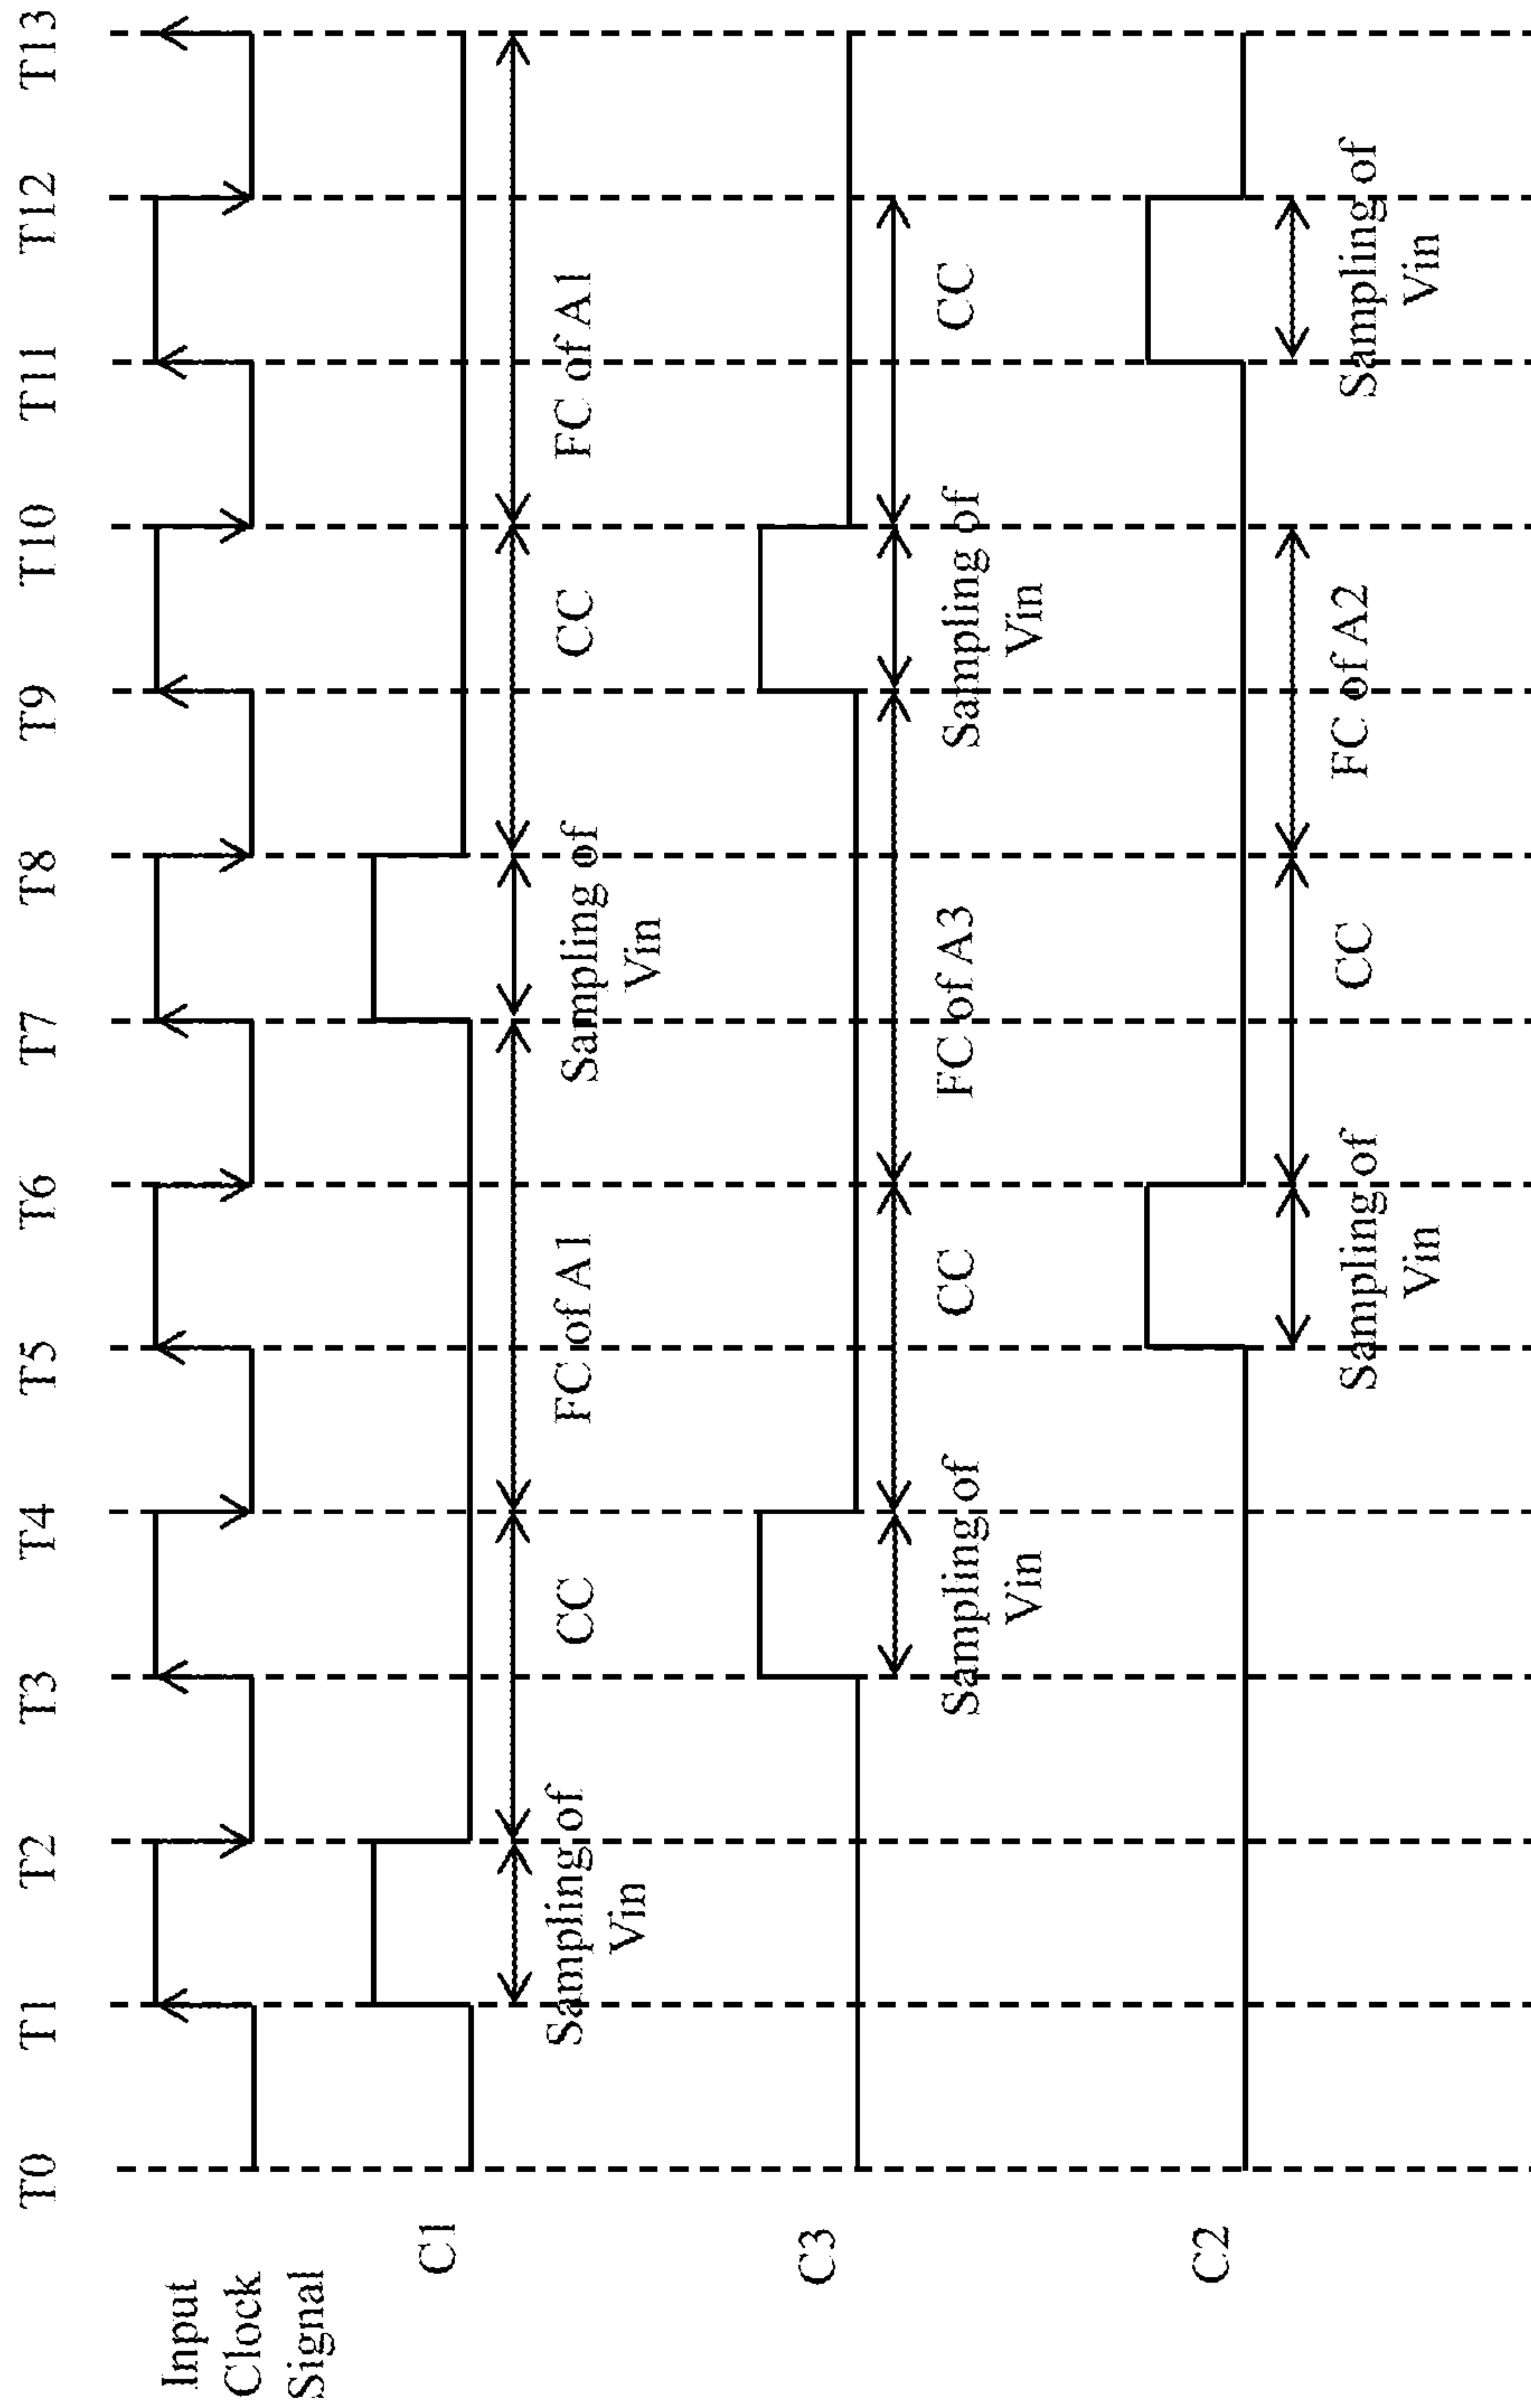 T0 T1 T2 T3 T4 T5 T6 T7 T8 T9 T10 T11 T12 T13
Input
Clock
Signal
C1
Sampling of
Vin
CC
FC of A1
Sampling of
Vin
CC
FC of A1
C3
Sampling of
Vin
CC
FC of A3
Sampling of
Vin
CC
C2
Sampling of
Vin
CC
FC of A2
Sampling of
Vin